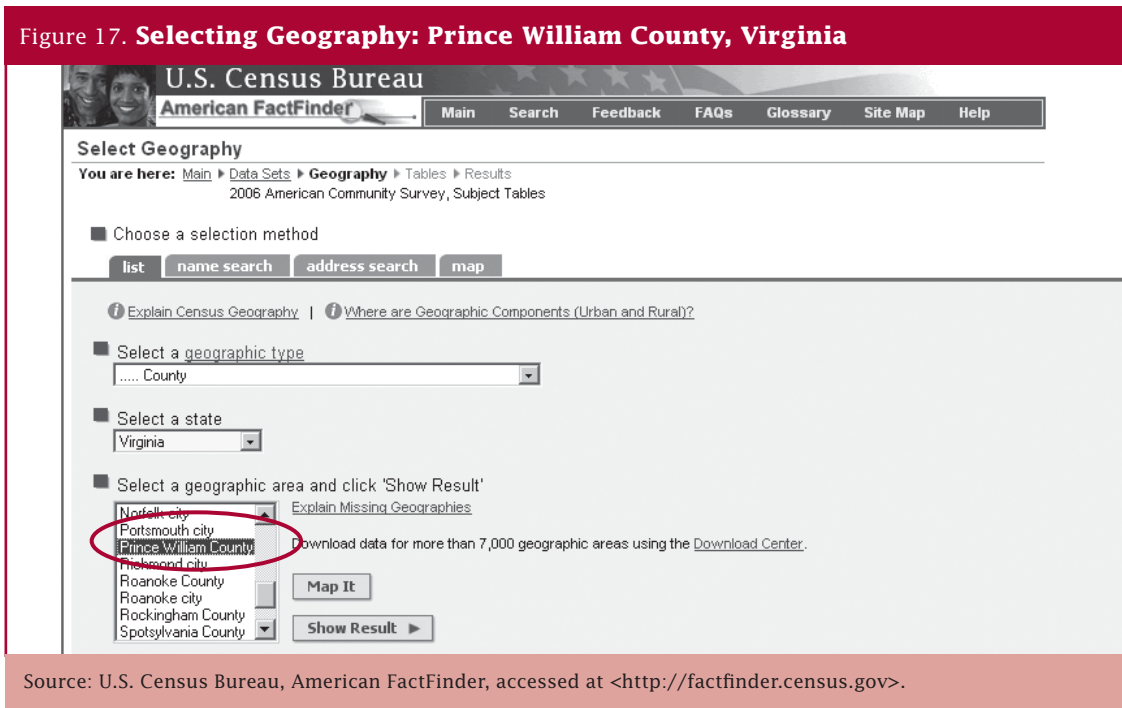 Figure 17. Selecting Geography: Prince William County, Virginia
U.S. Census Bureau
American FactFinder
Main Search Feedback FAQs Glossary Site Map Help
Select Geography
You are here: Main ▶ Data Sets ▶ Geography ▶ Tables ▶ Results
2006 American Community Survey, Subject Tables
Choose a selection method
list name search address search map
Explain Census Geography | Where are Geographic Components (Urban and Rural)?
Select a geographic type
..... County
Select a state
Virginia
Select a geographic area and click 'Show Result'
Norfolk city
Portsmouth city
Prince William County
Richmond city
Roanoke County
Roanoke city
Rockingham County
Spotsylvania County
Explain Missing Geographies
Download data for more than 7,000 geographic areas using the Download Center.
Map It
Show Result ▶
Source: U.S. Census Bureau, American FactFinder, accessed at <http://factfinder.census.gov>.